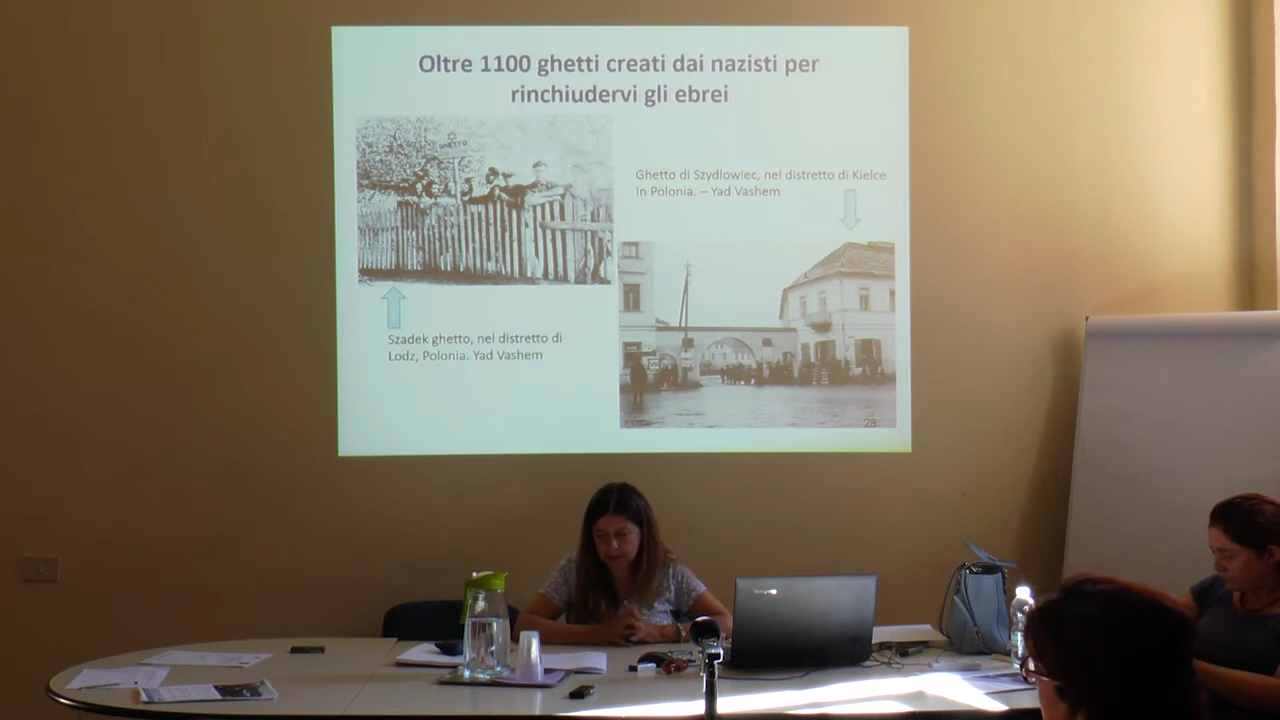 Oltre 1100 ghetti creati dai nazisti per
rinchiudervi gli ebrei
GHETTO
Ghetto di Szydlowiec, nel distretto di Kielce
In Polonia. – Yad Vashem
Szadek ghetto, nel distretto di
Lodz, Polonia. Yad Vashem
28